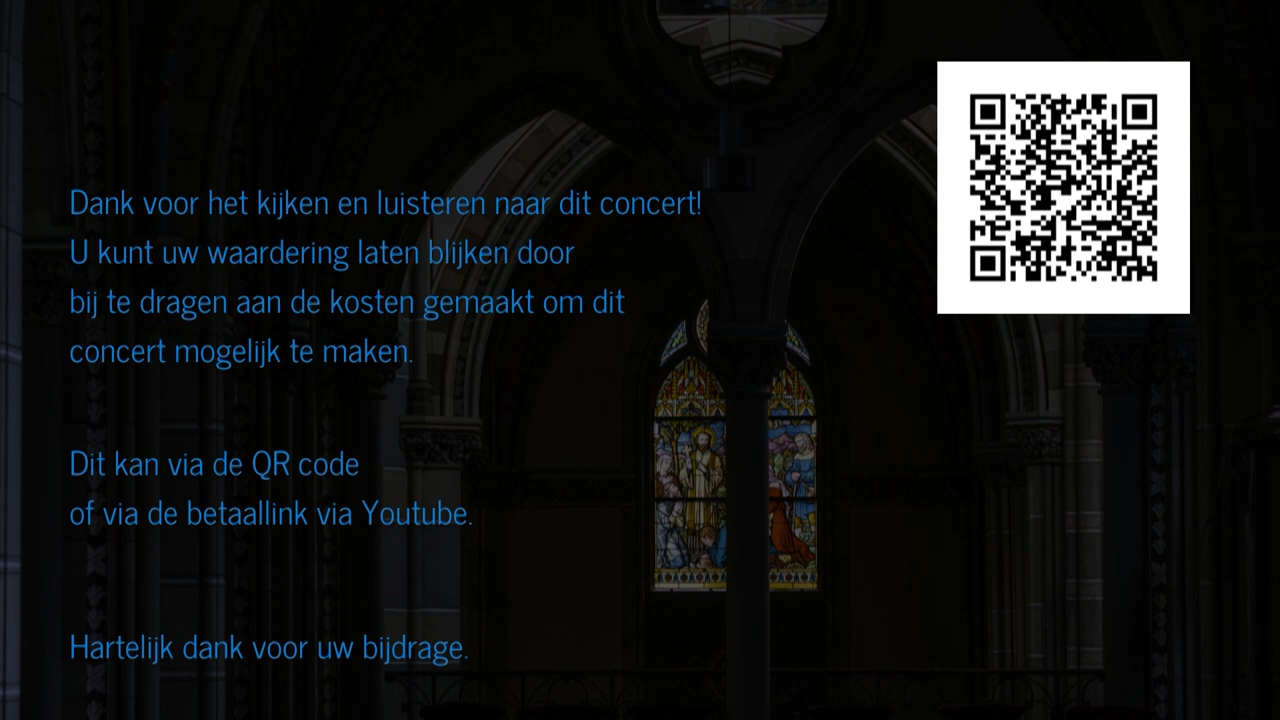 Dank voor het kijken en luisteren naar dit concert!
U kunt uw waardering laten blijken door
bij te dragen aan de kosten gemaakt om dit
concert mogelijk te maken.
Dit kan via de QR code
of via de betaallink via Youtube.
Hartelijk dank voor uw bijdrage.